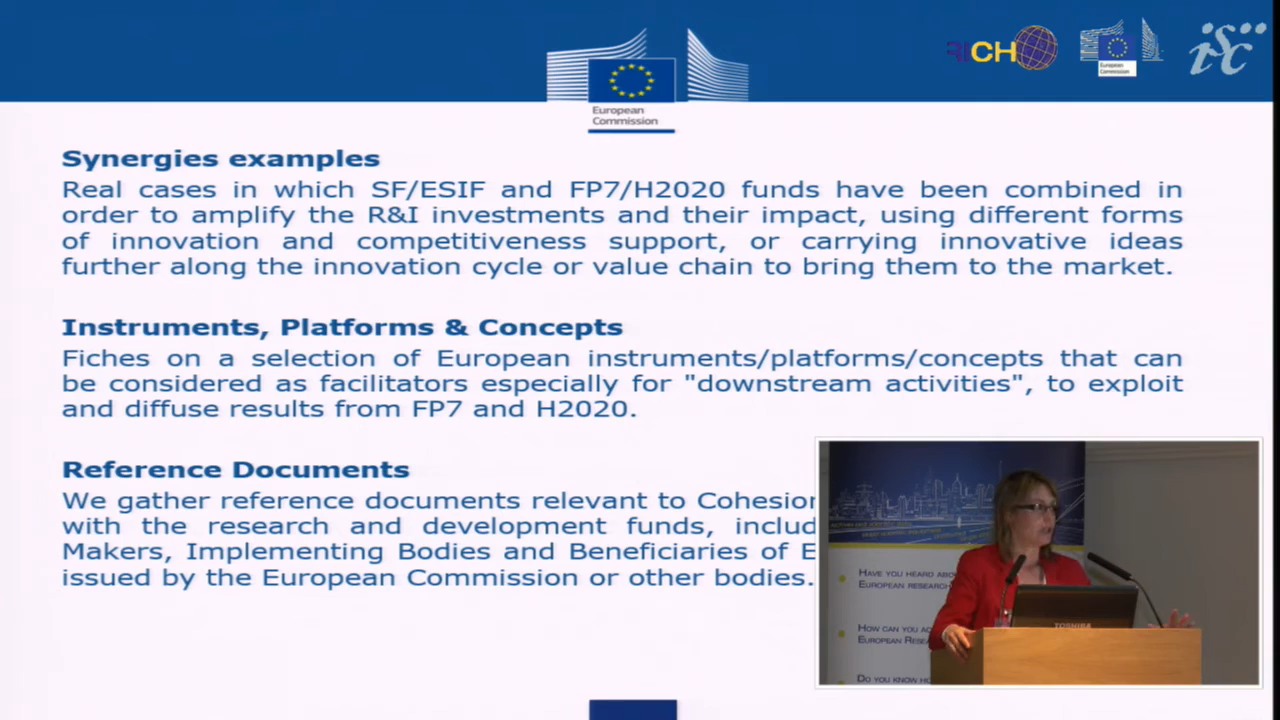 RICH
European
Commission
isc
European
Commission
Synergies examples
Real cases in which SF/ESIF and FP7/H2020 funds have been combined in
order to amplify the R&I investments and their impact, using different forms
of innovation and competitiveness support, or carrying innovative ideas
further along the innovation cycle or value chain to bring them to the market.
Instruments, Platforms & Concepts
Fiches on a selection of European instruments/platforms/concepts that can
be considered as facilitators especially for "downstream activities", to exploit
and diffuse results from FP7 and H2020.
Reference Documents
We gather reference documents relevant to Cohesion
with the research and development funds, includ
Makers, Implementing Bodies and Beneficiaries of E
issued by the European Commission or other bodies.
HAVE YOU HEARD ABO
EUROPEAN RESEARCH
HOW CAN YOU AC
EUROPEAN RESEA
DO YOU KNOW HO
TOSHIBA